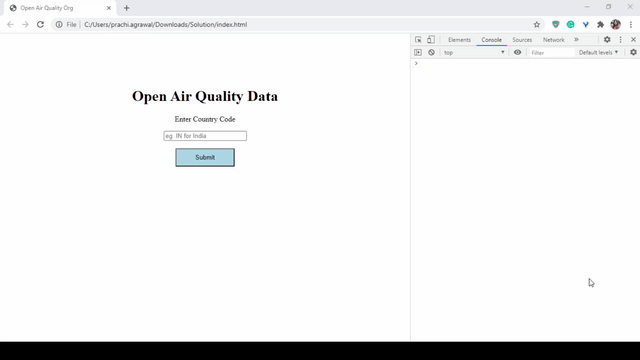 Open Air Quality Org
File
C:/Users/prachi.agrawal/Downloads/Solution/index.html
Elements Console Sources Network
top Filter Default levels
Open Air Quality Data
Enter Country Code
eg. IN for India
Submit